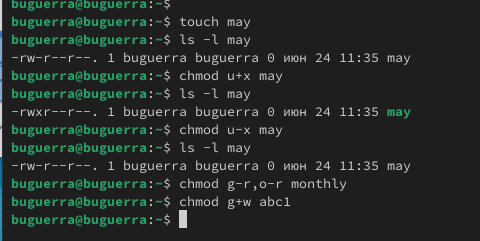 buguerra@buguerra:~$
buguerra@buguerra:~$ touch may
buguerra@buguerra:~$ ls -l may
-rw-r--r--. 1 buguerra buguerra 0 июн 24 11:35 may
buguerra@buguerra:~$ chmod u+x may
buguerra@buguerra:~$ ls -l may
-rwxr--r--. 1 buguerra buguerra 0 июн 24 11:35 may
buguerra@buguerra:~$ chmod u-x may
buguerra@buguerra:~$ ls -l may
-rw-r--r--. 1 buguerra buguerra 0 июн 24 11:35 may
buguerra@buguerra:~$ chmod g-r,o-r monthly
buguerra@buguerra:~$ chmod g+w abc1
buguerra@buguerra:~$